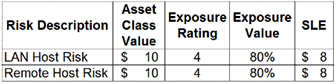 Risk Description Asset Class Value Exposure Rating Exposure Value SLE
LAN Host Risk $ 10 4 80% $ 8
Remote Host Risk $ 10 4 80% $ 8